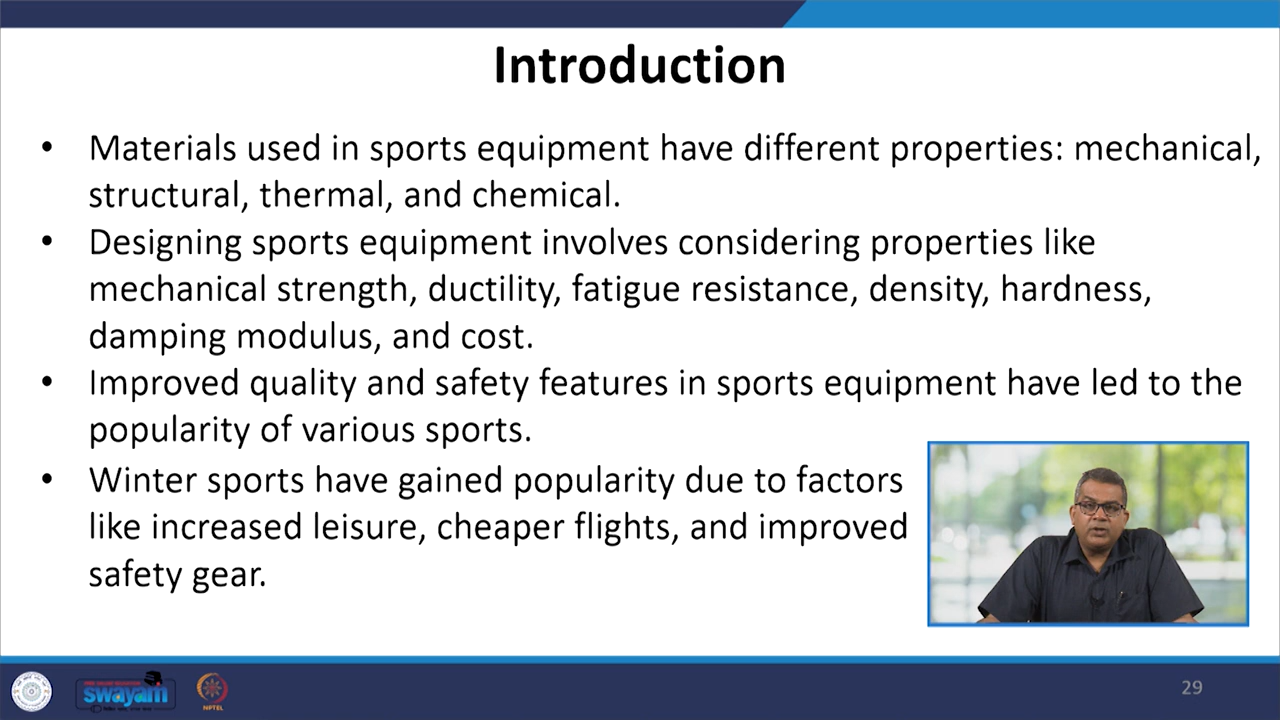 Introduction
• Materials used in sports equipment have different properties: mechanical,
structural, thermal, and chemical.
• Designing sports equipment involves considering properties like
mechanical strength, ductility, fatigue resistance, density, hardness,
damping modulus, and cost.
• Improved quality and safety features in sports equipment have led to the
popularity of various sports.
• Winter sports have gained popularity due to factors
like increased leisure, cheaper flights, and improved
safety gear.
swayam
NPTEL
29